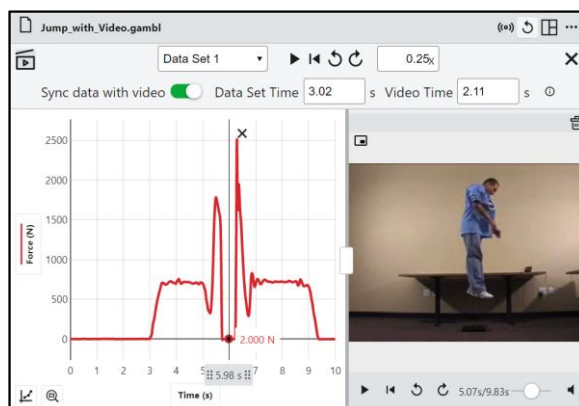 Jump_with_Video.gambl
Data Set 1
0.25x
Sync data with video
Data Set Time 3.02 s
Video Time 2.11 s
2500
2000
1500
1000
500
0
Force (N)
2.000 N
0 1 2 3 4 5 6 7 8 9 10
5.98 s
Time (s)
5.07s/9.83s